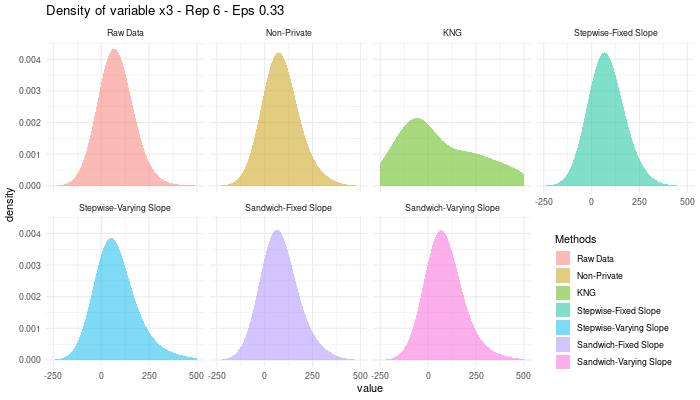 Density of variable x3 - Rep 6 - Eps 0.33
Raw Data
Non-Private
KNG
Stepwise-Fixed Slope
0.004
0.003
0.002
0.001
0.000
-250 0 250 500
density
Stepwise-Varying Slope
Sandwich-Fixed Slope
Sandwich-Varying Slope
0.004
0.003
0.002
0.001
0.000
-250 0 250 500
-250 0 250 500
-250 0 250 500
value
Methods
Raw Data
Non-Private
KNG
Stepwise-Fixed Slope
Stepwise-Varying Slope
Sandwich-Fixed Slope
Sandwich-Varying Slope